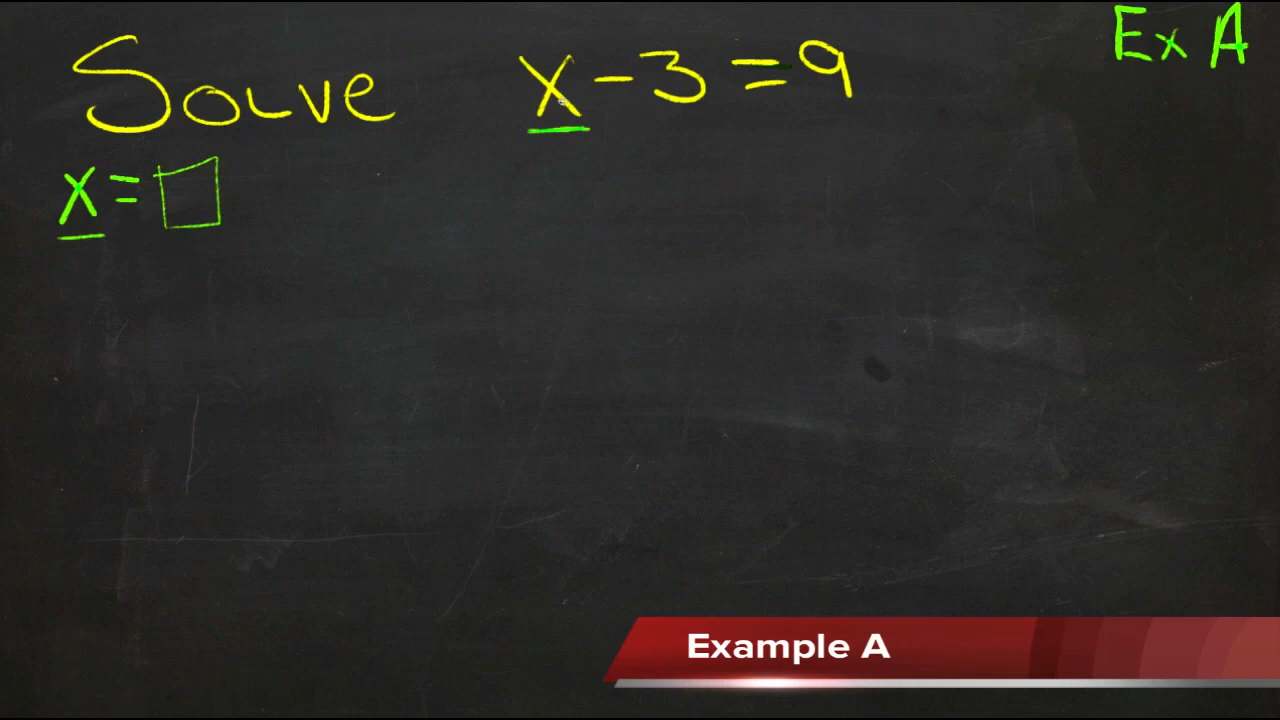 Ex A
Solve x-3=9
x=□
Example A